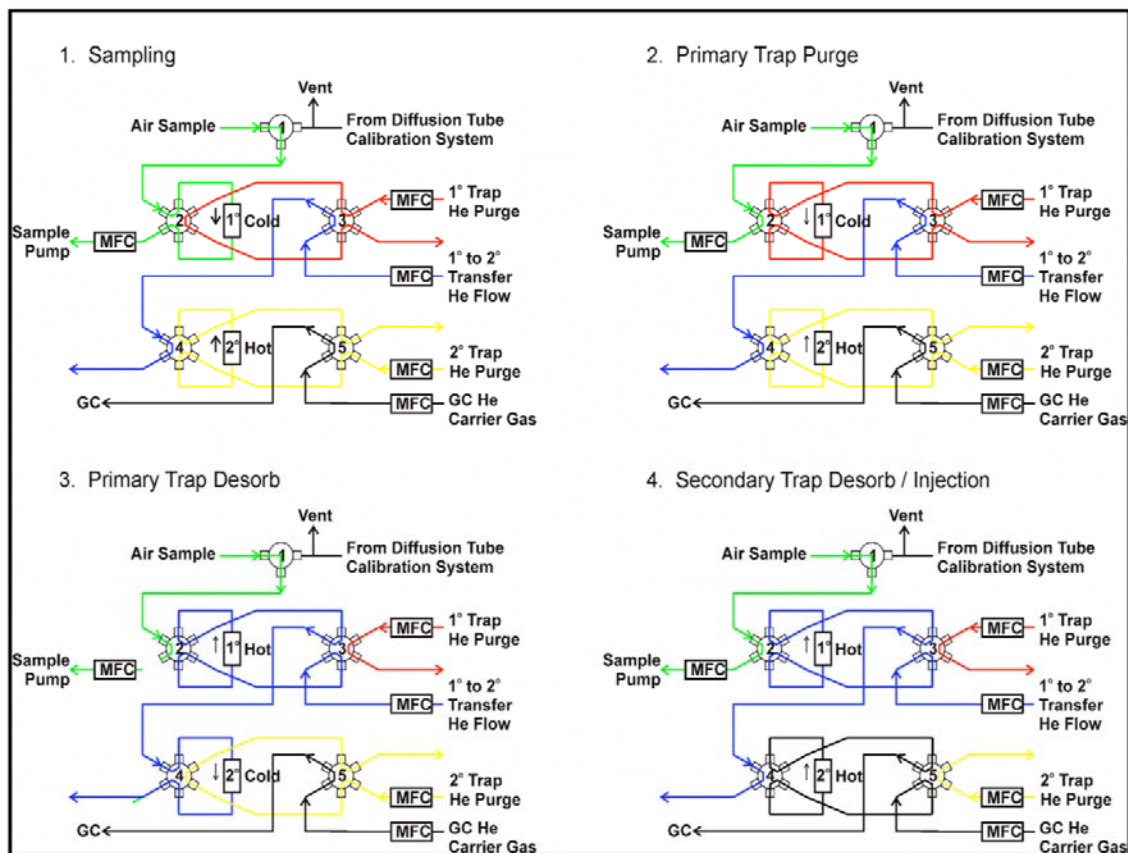 1. Sampling
Vent
Air Sample
1
From Diffusion Tube
Calibration System
2
1° Cold
3
MFC
1° Trap
He Purge
Sample
Pump
MFC
MFC
1° to 2°
Transfer
He Flow
4
2° Hot
5
MFC
2° Trap
He Purge
GC
MFC
GC He
Carrier Gas
2. Primary Trap Purge
Vent
Air Sample
1
From Diffusion Tube
Calibration System
2
1° Cold
3
MFC
1° Trap
He Purge
Sample
Pump
MFC
MFC
1° to 2°
Transfer
He Flow
4
2° Hot
5
MFC
2° Trap
He Purge
GC
MFC
GC He
Carrier Gas
3. Primary Trap Desorb
Vent
Air Sample
1
From Diffusion Tube
Calibration System
2
1° Hot
3
MFC
1° Trap
He Purge
Sample
Pump
MFC
MFC
1° to 2°
Transfer
He Flow
4
2° Cold
5
MFC
2° Trap
He Purge
GC
MFC
GC He
Carrier Gas
4. Secondary Trap Desorb / Injection
Vent
Air Sample
1
From Diffusion Tube
Calibration System
2
1° Hot
3
MFC
1° Trap
He Purge
Sample
Pump
MFC
MFC
1° to 2°
Transfer
He Flow
4
2° Hot
5
MFC
2° Trap
He Purge
GC
MFC
GC He
Carrier Gas